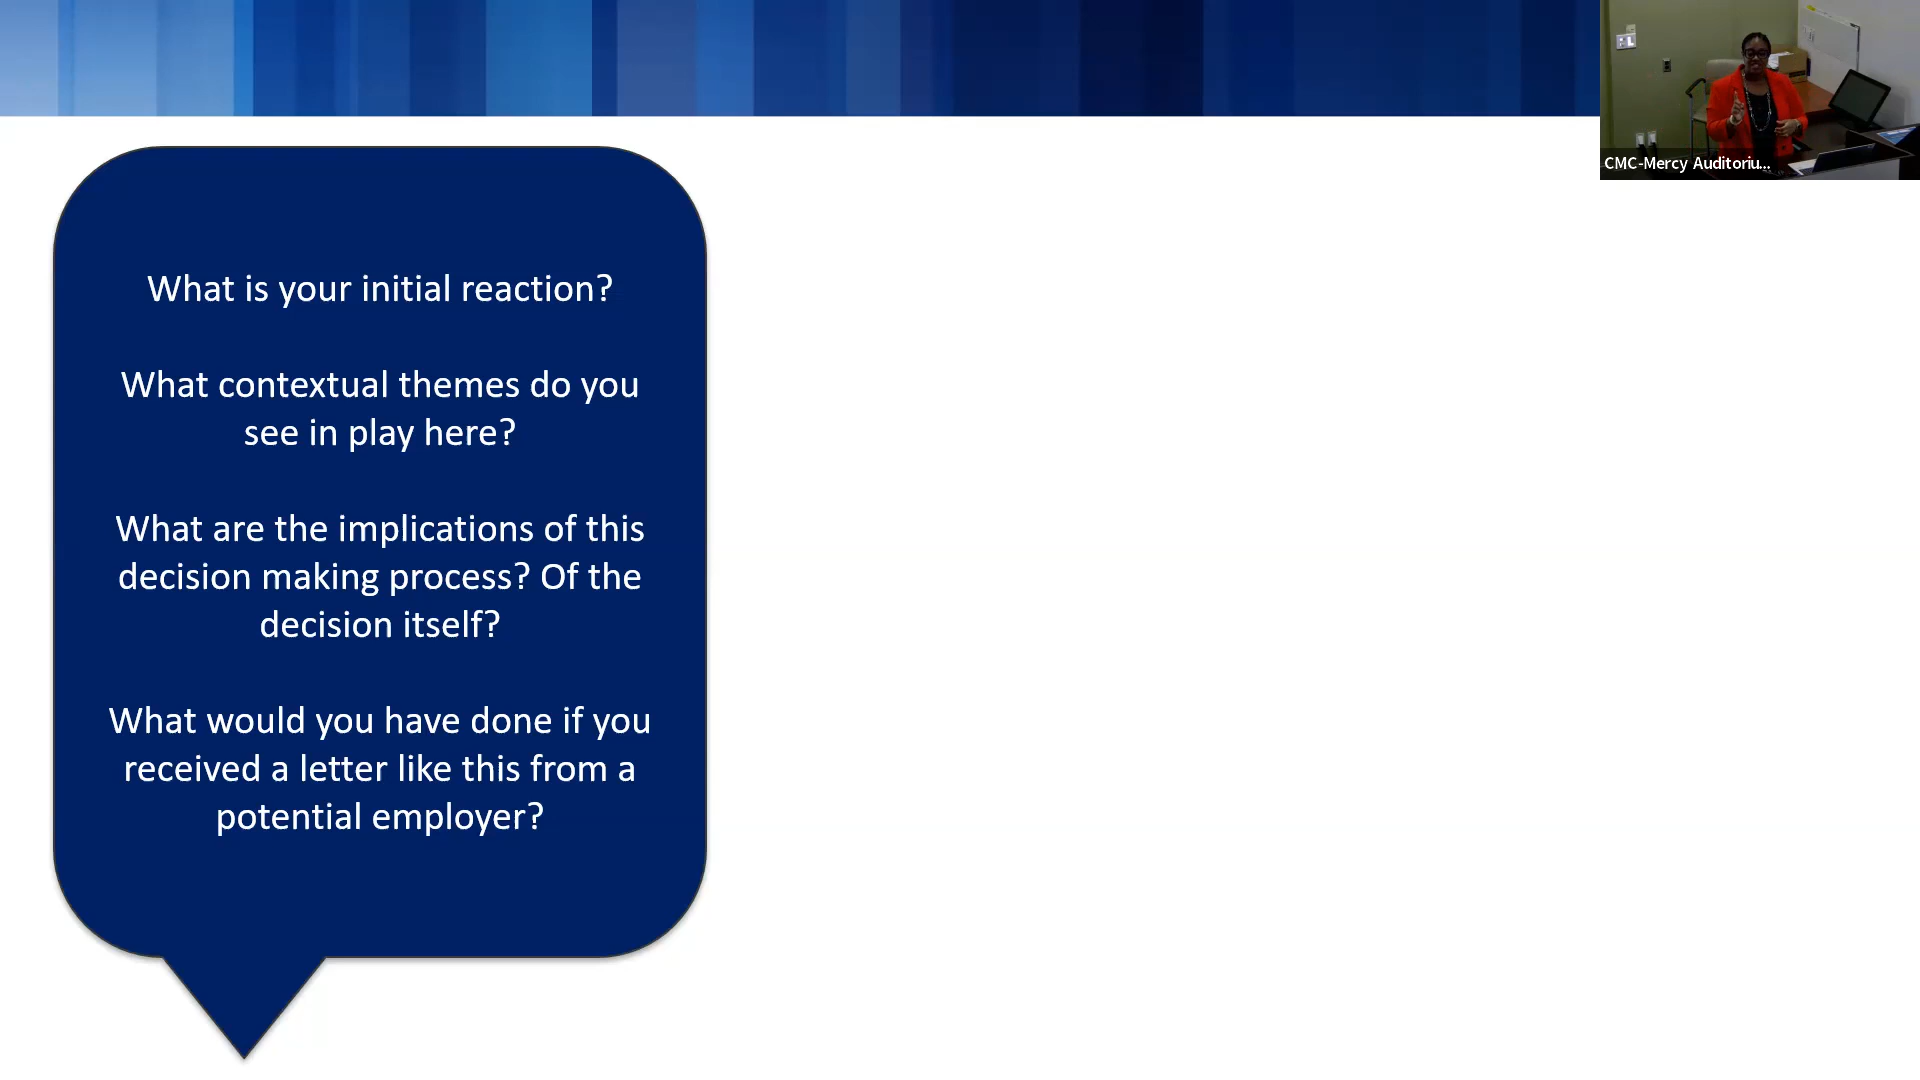 What is your initial reaction?
What contextual themes do you
see in play here?
What are the implications of this
decision making process? Of the
decision itself?
What would you have done if you
received a letter like this from a
potential employer?
CMC-Mercy Auditoriu...